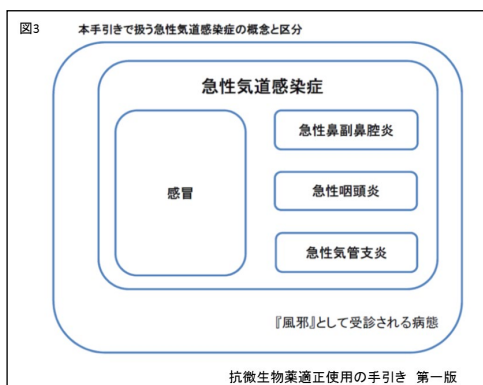 図3 本手引きで扱う急性気道感染症の概念と区分
急性気道感染症
感冒
急性鼻副鼻腔炎
急性咽頭炎
急性気管支炎
『風邪』として受診される病態
抗微生物薬適正使用の手引き 第一版